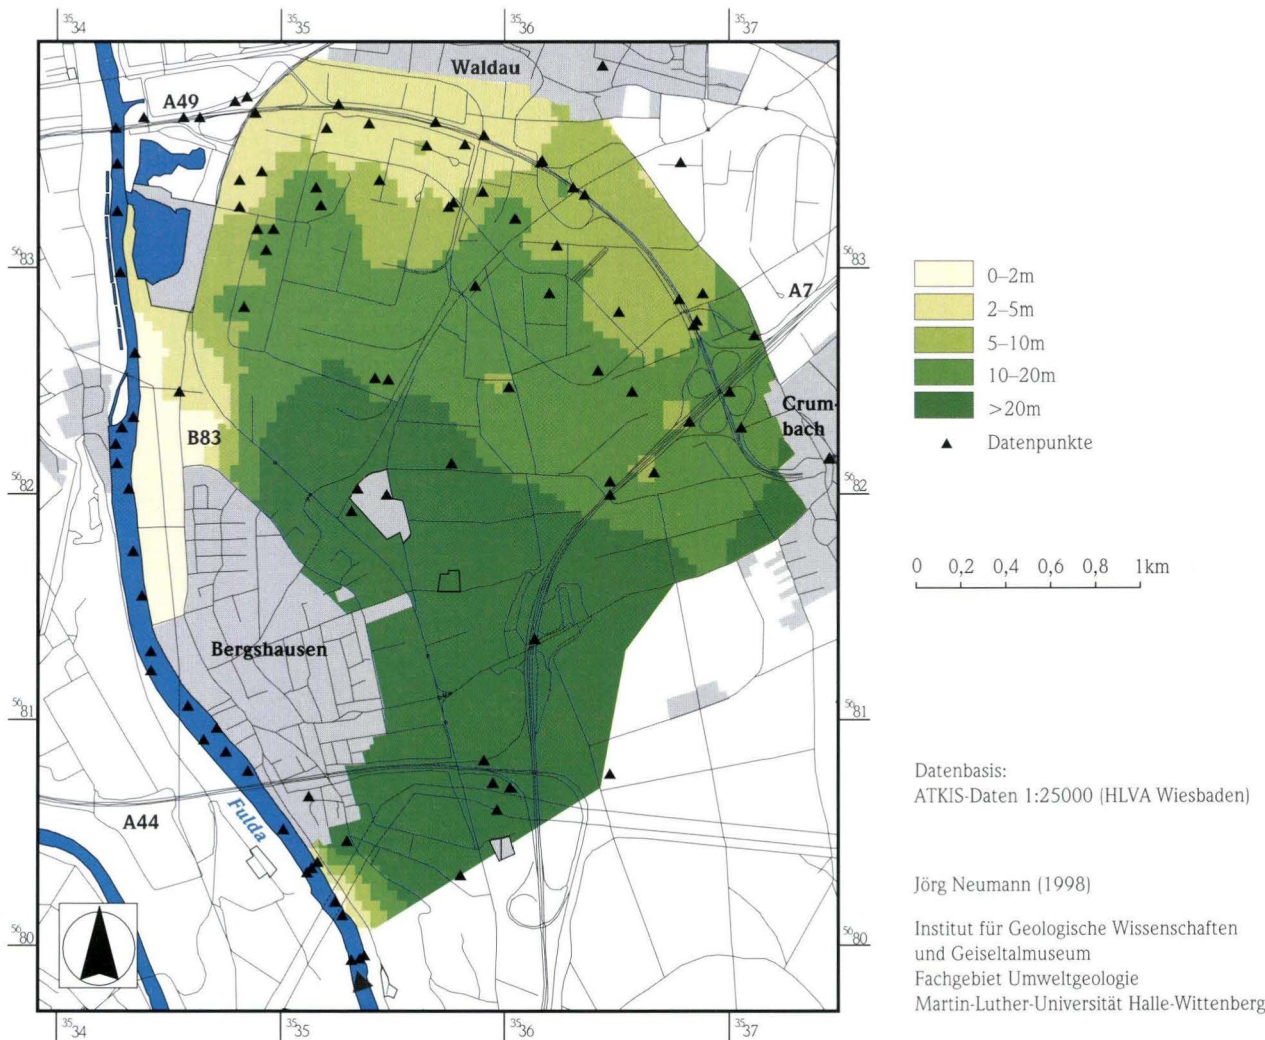 35 34 35 35 35 36 35 37
Waldau
A49
56 83 56 83
A7
0–2m
2–5m
5–10m
10–20m
>20m
Datenpunkte
Crum-
bach
B83
56 82 56 82
0 0,2 0,4 0,6 0,8 1km
Bergshausen
56 81 56 81
Datenbasis:
ATKIS-Daten 1:25000 (HLVA Wiesbaden)
A44
Fulda
Jörg Neumann (1998)
Institut für Geologische Wissenschaften
und Geiseltalmuseum
Fachgebiet Umweltgeologie
Martin-Luther-Universität Halle-Wittenberg
56 80 56 80
35 34 35 35 35 36 35 37